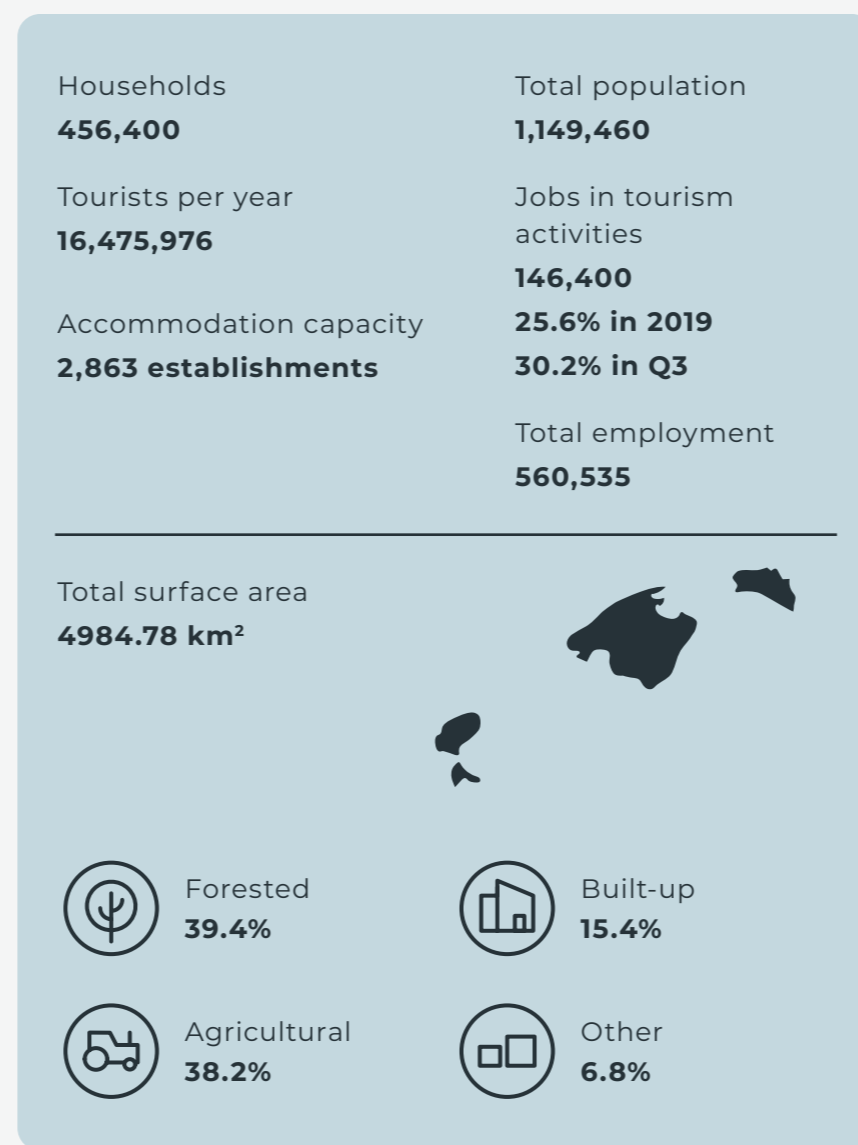 Households
456,400
Tourists per year
16,475,976
Accommodation capacity
2,863 establishments
Total population
1,149,460
Jobs in tourism
activities
146,400
25.6% in 2019
30.2% in Q3
Total employment
560,535
Total surface area
4984.78 km²
Forested
39.4%
Built-up
15.4%
Agricultural
38.2%
Other
6.8%